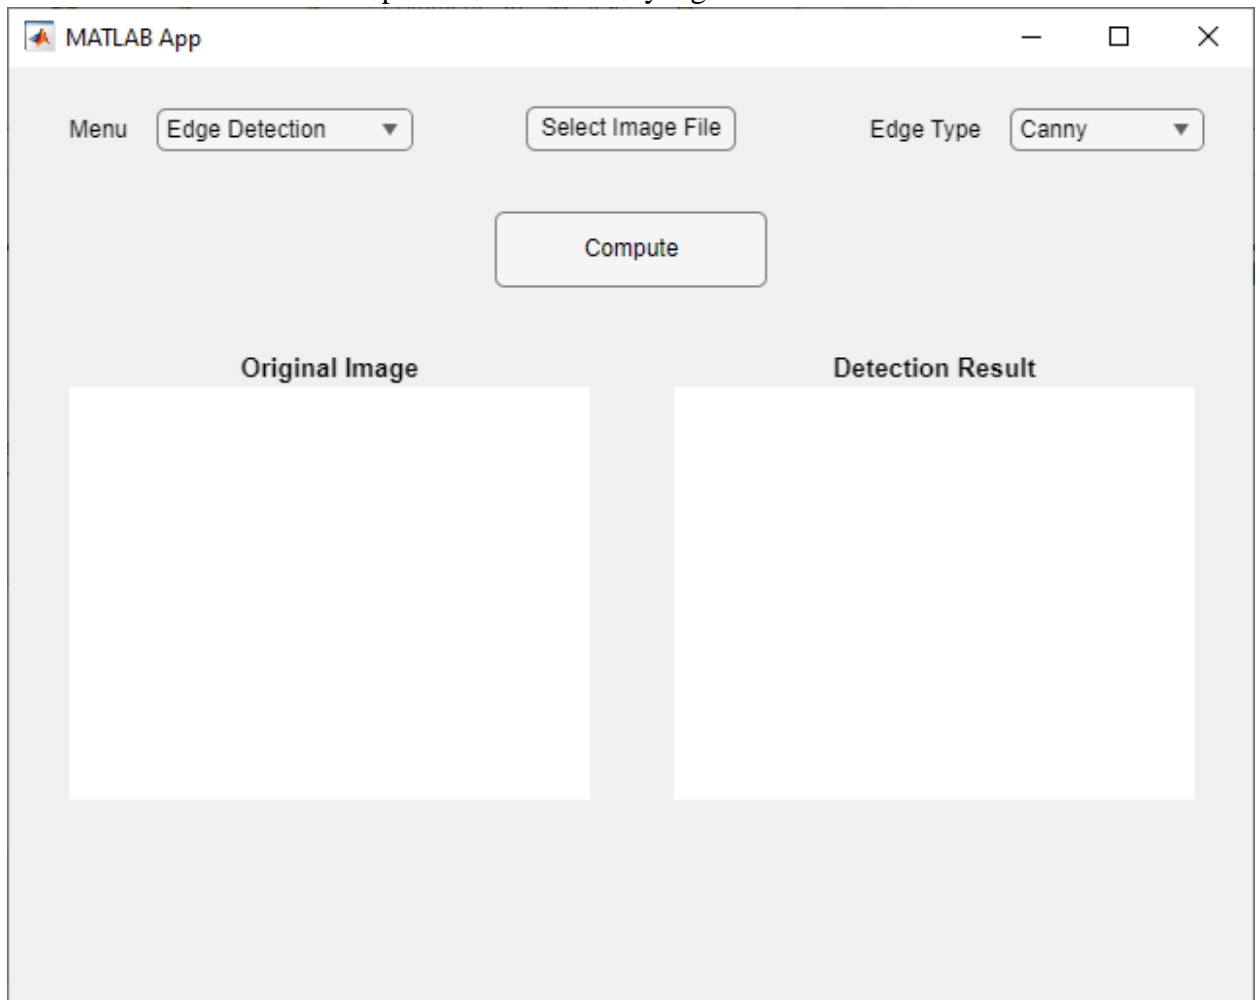 MATLAB App
Menu Edge Detection Select Image File Edge Type Canny
Compute
Original Image Detection Result